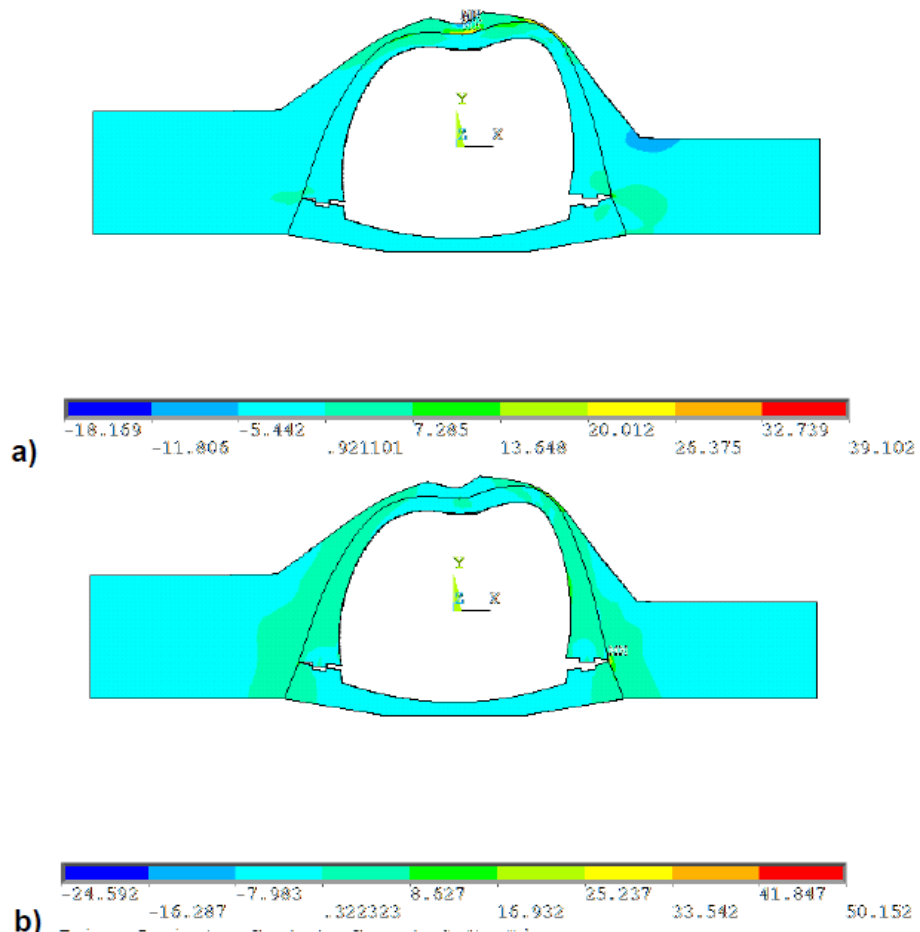 Y
X
-18.169 -5.442 7.285 20.012 32.739
-11.806 .921101 13.648 26.375 39.102
a)
Y
X
-24.592 -7.983 8.627 25.237 41.847
-16.287 .322323 16.932 33.542 50.152
b)